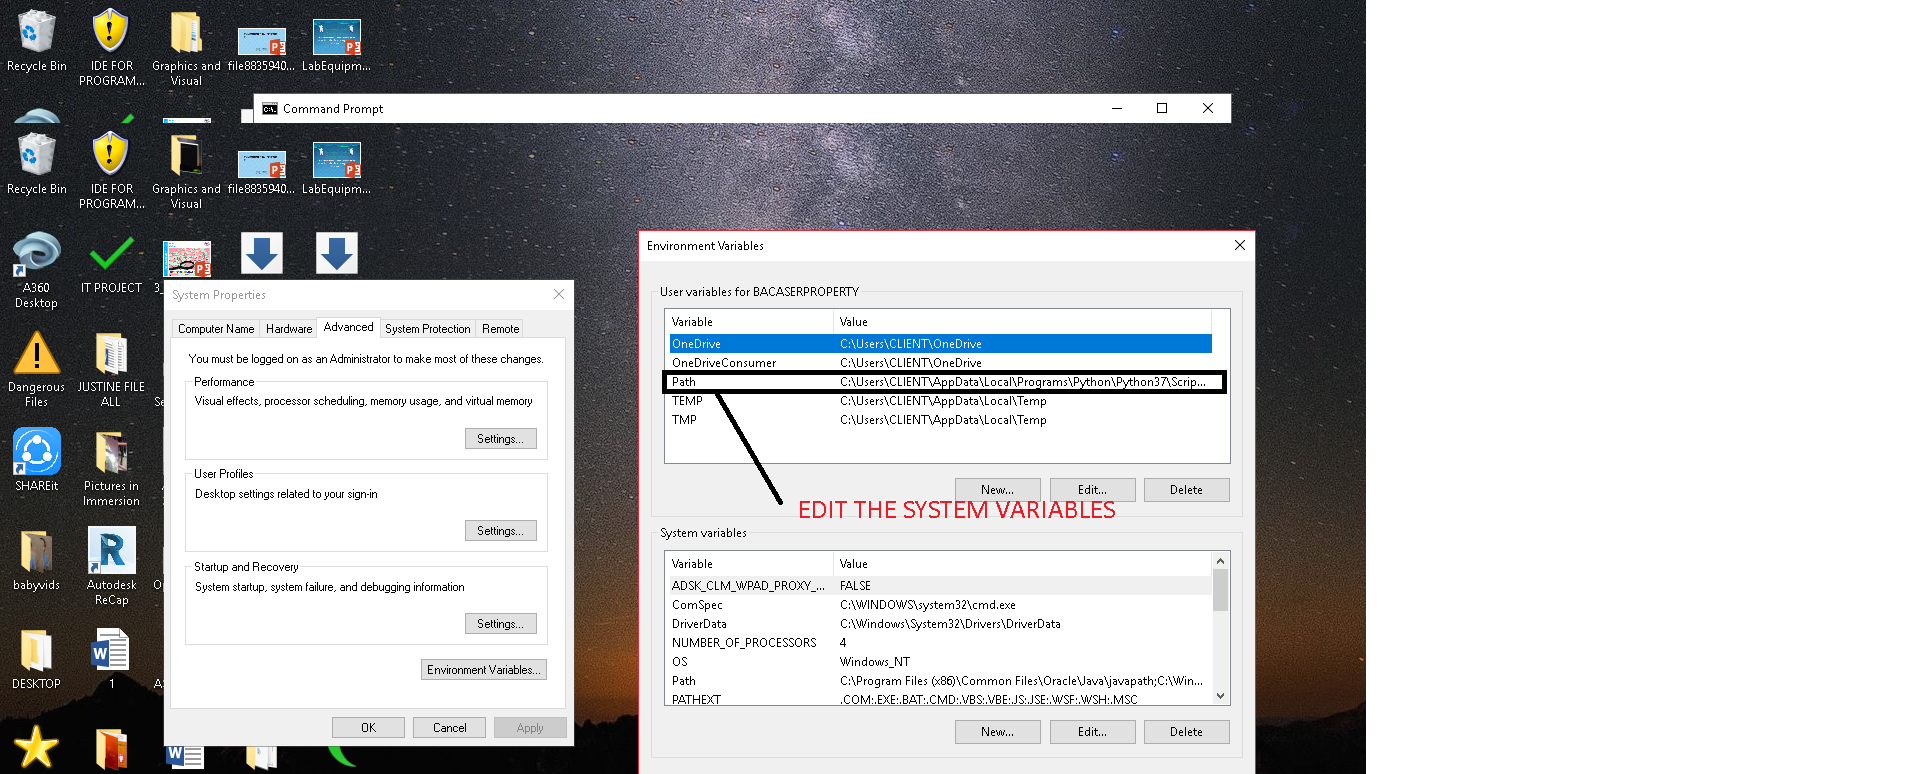 Recycle Bin
IDE FOR PROGRAM...
Graphics and Visual
file8835940...
LabEquipm...
Command Prompt
Recycle Bin
IDE FOR PROGRAM...
Graphics and Visual
file8835940...
LabEquipm...
A360 Desktop
IT PROJECT
Dangerous Files
JUSTINE FILE ALL
SHAREit
Pictures in Immersion
babyvids
Autodesk ReCap
DESKTOP
1
System Properties
Computer Name
Hardware
Advanced
System Protection
Remote
You must be logged on as an Administrator to make most of these changes.
Performance
Visual effects, processor scheduling, memory usage, and virtual memory
Settings...
User Profiles
Desktop settings related to your sign-in
Settings...
Startup and Recovery
System startup, system failure, and debugging information
Settings...
Environment Variables...
OK
Cancel
Apply
Environment Variables
User variables for BACASERPROPERTY
Variable Value
OneDrive C:\Users\CLIENT\OneDrive
OneDriveConsumer C:\Users\CLIENT\OneDrive
Path C:\Users\CLIENT\AppData\Local\Programs\Python\Python37\Scrip...
TEMP C:\Users\CLIENT\AppData\Local\Temp
TMP C:\Users\CLIENT\AppData\Local\Temp
New...
Edit...
Delete
EDIT THE SYSTEM VARIABLES
System variables
Variable Value
ADSK_CLM_WPAD_PROXY_... FALSE
ComSpec C:\WINDOWS\system32\cmd.exe
DriverData C:\Windows\System32\Drivers\DriverData
NUMBER_OF_PROCESSORS 4
OS Windows_NT
Path C:\Program Files (x86)\Common Files\Oracle\Java\javapath;C:\Win...
PATHEXT .COM;.EXE;.BAT;.CMD;.VBS;.VBE;.JS;.JSE;.WSF;.WSH;.MSC
New...
Edit...
Delete